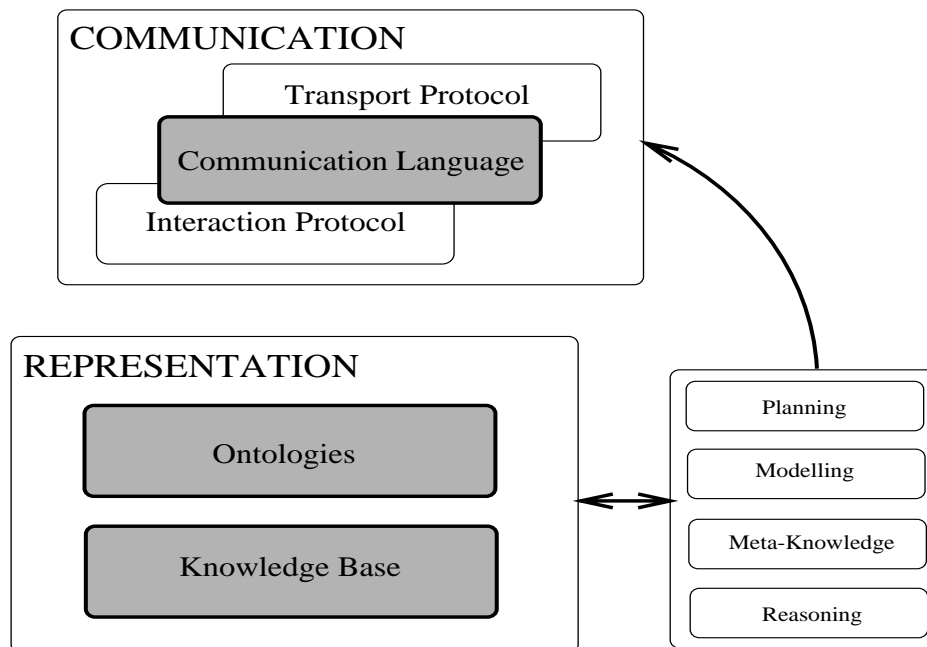 COMMUNICATION
Transport Protocol
Communication Language
Interaction Protocol
REPRESENTATION
Ontologies
Knowledge Base
Planning
Modelling
Meta-Knowledge
Reasoning